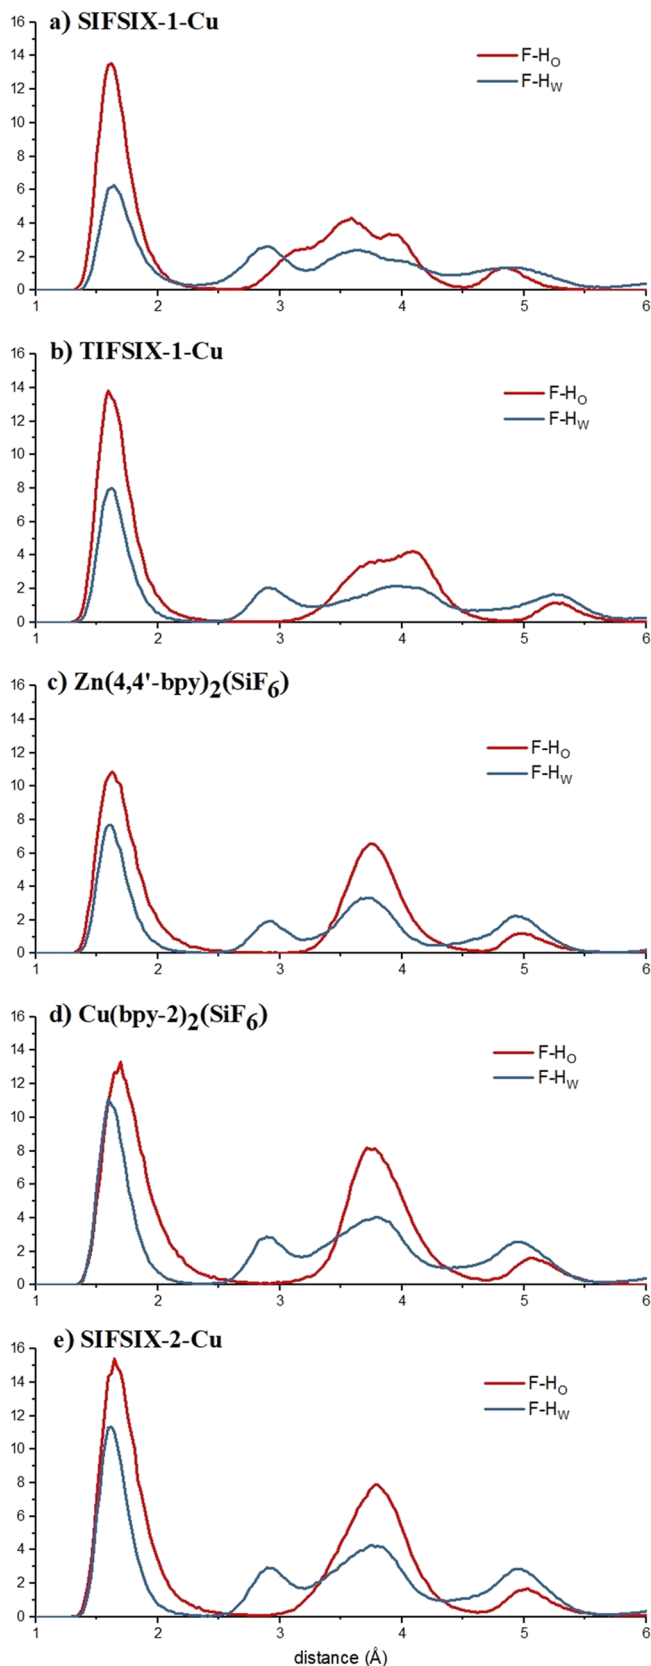 a) SIFSIX-1-Cu
16
14
12
10
8
6
4
2
0
F-HO
F-HW
1 2 3 4 5 6
b) TIFSIX-1-Cu
16
14
12
10
8
6
4
2
0
F-HO
F-HW
1 2 3 4 5 6
c) Zn(4,4'-bpy)2(SiF6)
16
14
12
10
8
6
4
2
0
F-HO
F-HW
1 2 3 4 5 6
d) Cu(bpy-2)2(SiF6)
16
14
12
10
8
6
4
2
0
F-HO
F-HW
1 2 3 4 5 6
e) SIFSIX-2-Cu
16
14
12
10
8
6
4
2
0
F-HO
F-HW
1 2 3 4 5 6
distance (Å)